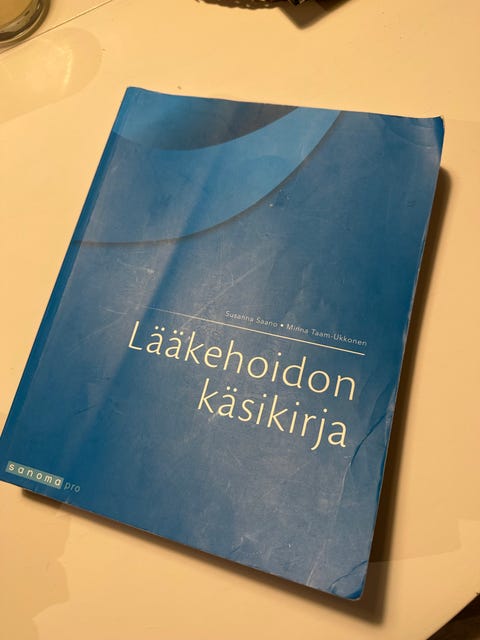 Susanna Saano • Minna Taam-Ukkonen
Lääkehoidon
käsikirja
sanoma pro